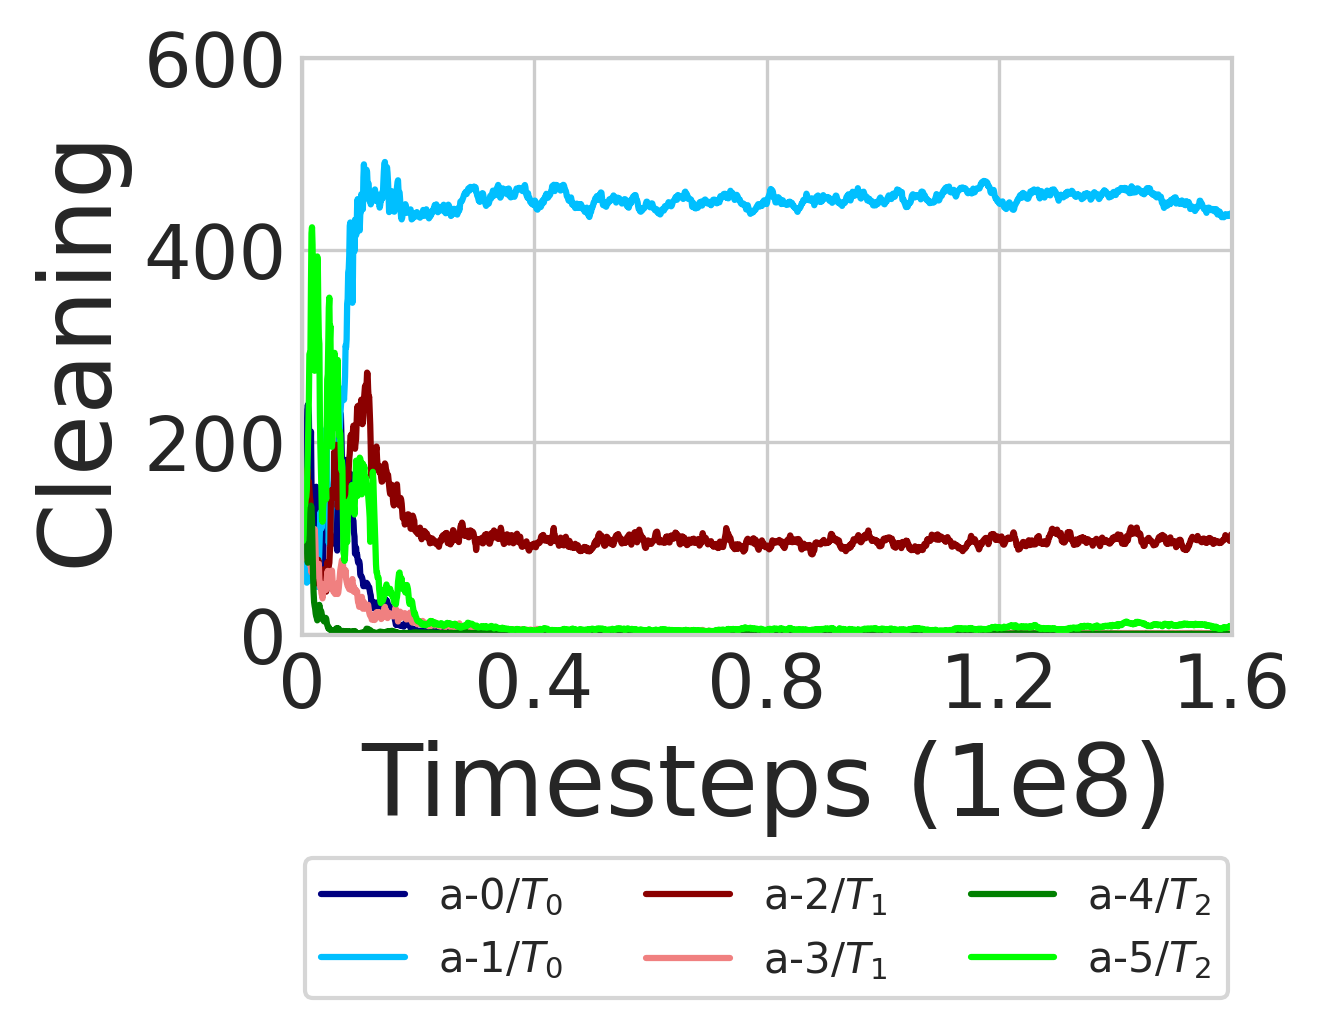 600
400
200
0
Cleaning
0 0.4 0.8 1.2 1.6
Timesteps (1e8)
a-0/T₀ a-2/T₁ a-4/T₂
a-1/T₀ a-3/T₁ a-5/T₂